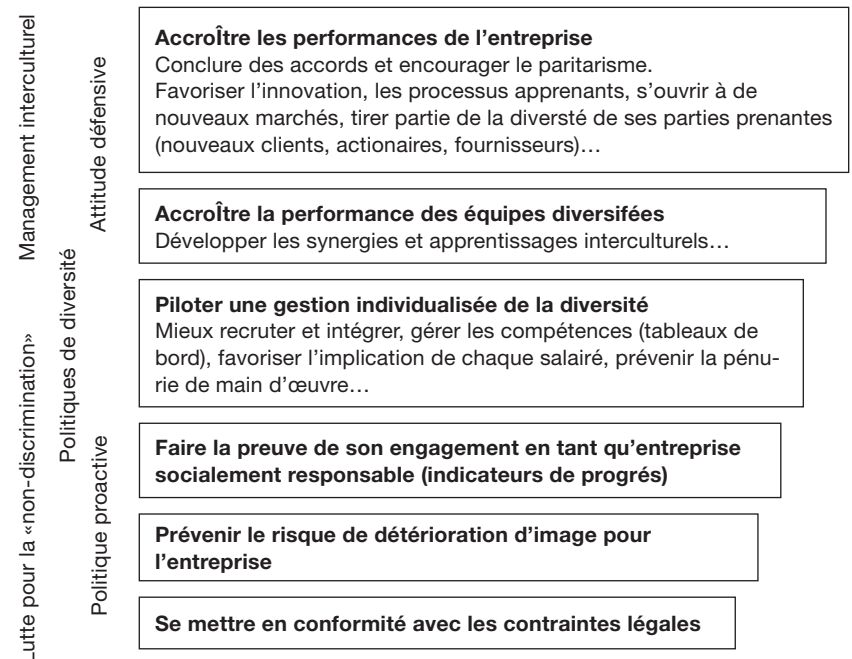 Management interculturel
Attitude défensive
Politiques de diversité
Lutte pour la «non-discrimination»
Politique proactive
AccroÎtre les performances de l'entreprise
Conclure des accords et encourager le paritarisme.
Favoriser l'innovation, les processus apprenants, s'ouvrir à de
nouveaux marchés, tirer partie de la diversté de ses parties prenantes
(nouveaux clients, actionaires, fournisseurs)…
AccroÎtre la performance des équipes diversifées
Développer les synergies et apprentissages interculturels…
Piloter une gestion individualisée de la diversité
Mieux recruter et intégrer, gérer les compétences (tableaux de
bord), favoriser l'implication de chaque salairé, prévenir la pénu-
rie de main d'œuvre…
Faire la preuve de son engagement en tant qu'entreprise
socialement responsable (indicateurs de progrés)
Prévenir le risque de détérioration d'image pour
l'entreprise
Se mettre en conformité avec les contraintes légales